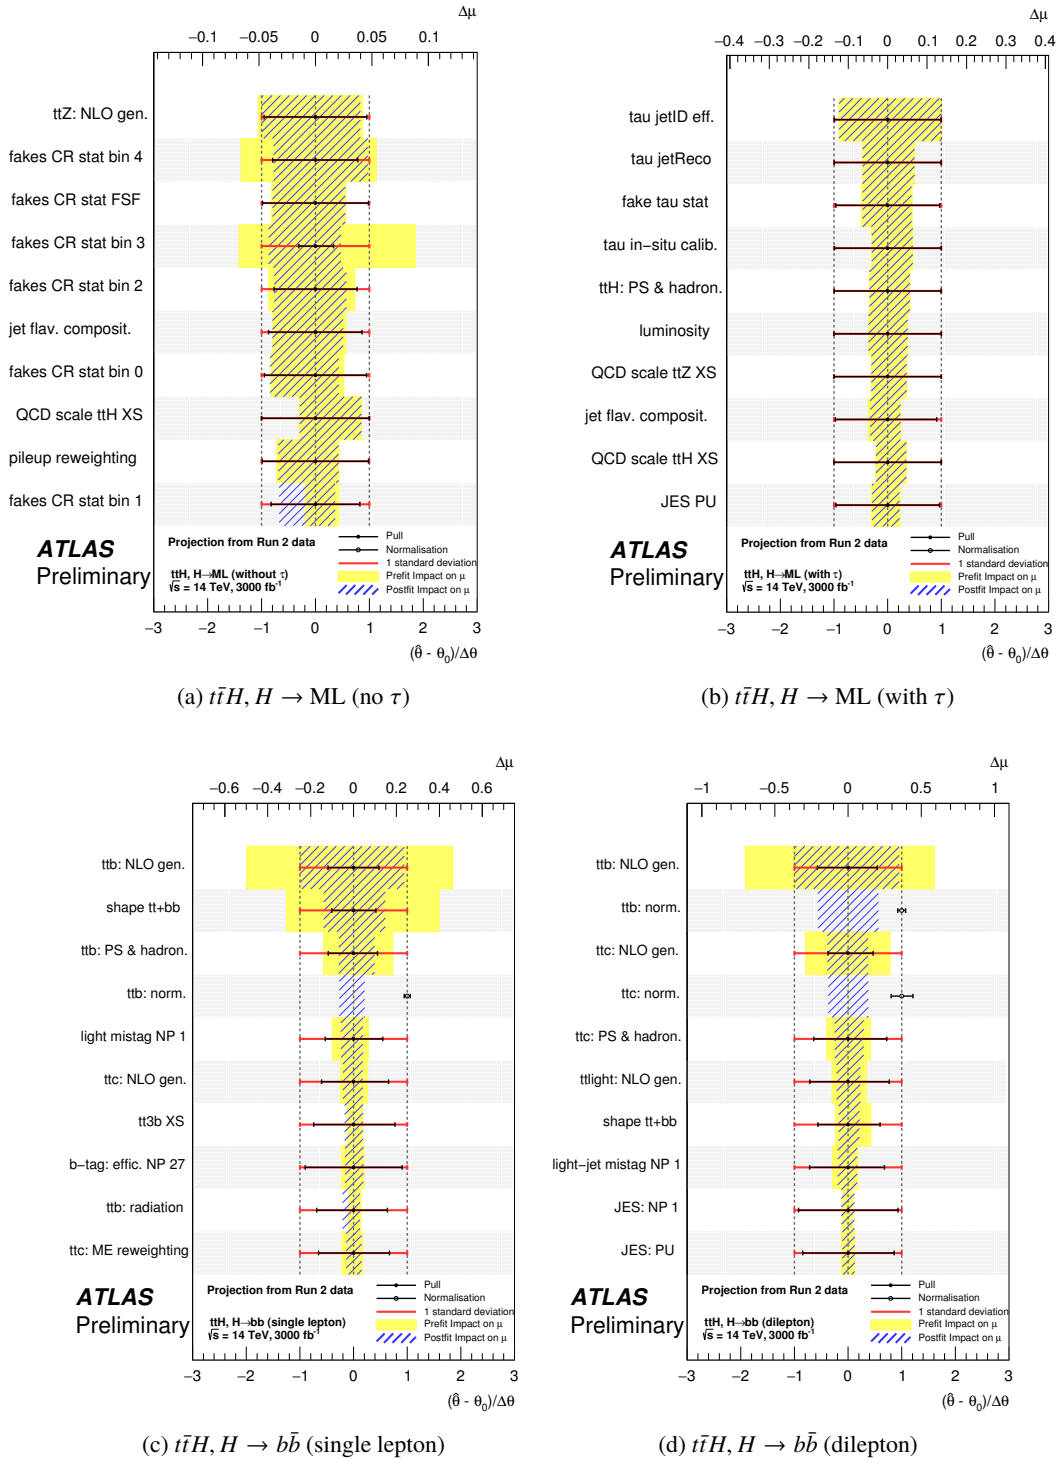 Δμ
−0.1 −0.05 0 0.05 0.1
ttZ: NLO gen.
fakes CR stat bin 4
fakes CR stat FSF
fakes CR stat bin 3
fakes CR stat bin 2
jet flav. composit.
fakes CR stat bin 0
QCD scale ttH XS
pileup reweighting
fakes CR stat bin 1
ATLAS
Preliminary
Projection from Run 2 data
ttH, H→ML (without τ)
√s = 14 TeV, 3000 fb⁻¹
Pull
Normalisation
1 standard deviation
Prefit Impact on μ
Postfit Impact on μ
−3 −2 −1 0 1 2 3
(θ̂ - θ₀)/Δθ
(a) tt̄H, H → ML (no τ)
Δμ
−0.4 −0.3 −0.2 −0.1 0 0.1 0.2 0.3 0.4
tau jetID eff.
tau jetReco
fake tau stat
tau in−situ calib.
ttH: PS & hadron.
luminosity
QCD scale ttZ XS
jet flav. composit.
QCD scale ttH XS
JES PU
ATLAS
Preliminary
Projection from Run 2 data
ttH, H→ML (with τ)
√s = 14 TeV, 3000 fb⁻¹
Pull
Normalisation
1 standard deviation
Prefit Impact on μ
Postfit Impact on μ
−3 −2 −1 0 1 2 3
(θ̂ - θ₀)/Δθ
(b) tt̄H, H → ML (with τ)
Δμ
−0.6 −0.4 −0.2 0 0.2 0.4 0.6
ttb: NLO gen.
shape tt+bb
ttb: PS & hadron.
ttb: norm.
light mistag NP 1
ttc: NLO gen.
tt3b XS
b−tag: effic. NP 27
ttb: radiation
ttc: ME reweighting
ATLAS
Preliminary
Projection from Run 2 data
ttH, H→bb (single lepton)
√s = 14 TeV, 3000 fb⁻¹
Pull
Normalisation
1 standard deviation
Prefit Impact on μ
Postfit Impact on μ
−3 −2 −1 0 1 2 3
(θ̂ - θ₀)/Δθ
(c) tt̄H, H → bb̄ (single lepton)
Δμ
−1 −0.5 0 0.5 1
ttb: NLO gen.
ttb: norm.
ttc: NLO gen.
ttc: norm.
ttc: PS & hadron.
ttlight: NLO gen.
shape tt+bb
light−jet mistag NP 1
JES: NP 1
JES: PU
ATLAS
Preliminary
Projection from Run 2 data
ttH, H→bb (dilepton)
√s = 14 TeV, 3000 fb⁻¹
Pull
Normalisation
1 standard deviation
Prefit Impact on μ
Postfit Impact on μ
−3 −2 −1 0 1 2 3
(θ̂ - θ₀)/Δθ
(d) tt̄H, H → bb̄ (dilepton)